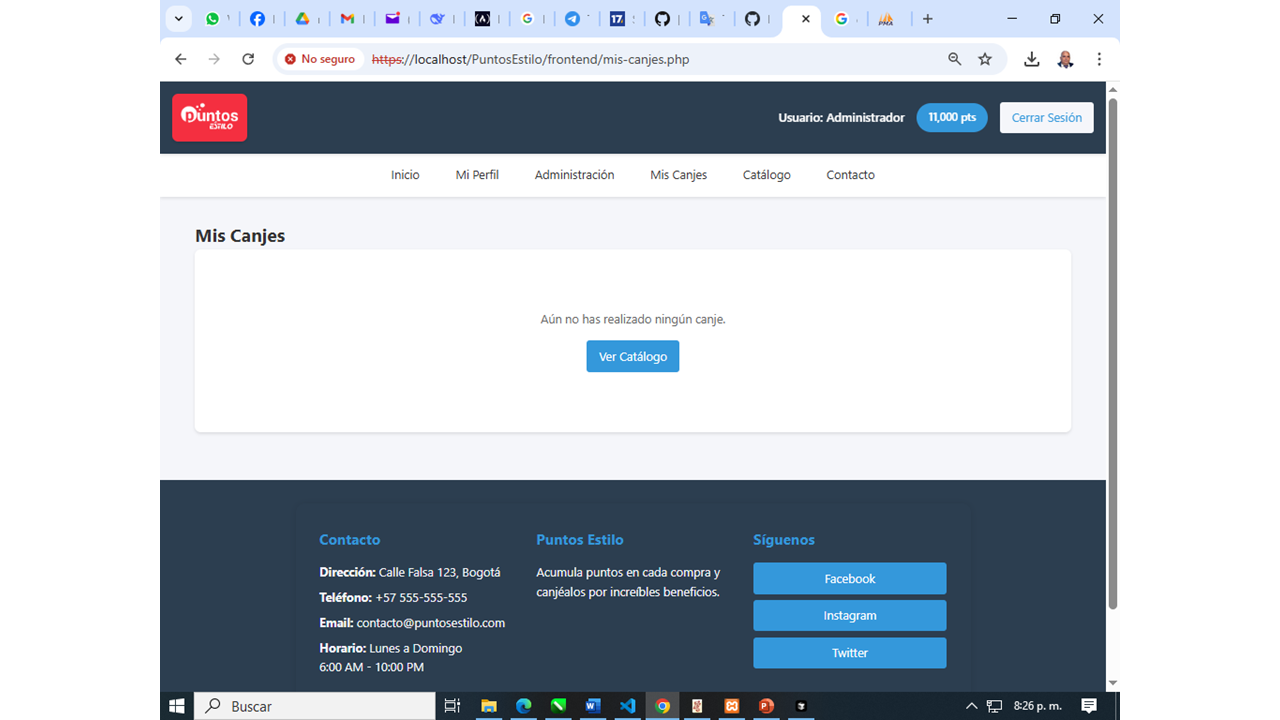 No seguro
https://localhost/PuntosEstilo/frontend/mis-canjes.php
puntos
ESTILO
Usuario: Administrador
11,000 pts
Cerrar Sesión
Inicio
Mi Perfil
Administración
Mis Canjes
Catálogo
Contacto
Mis Canjes
Aún no has realizado ningún canje.
Ver Catálogo
Contacto
Dirección: Calle Falsa 123, Bogotá
Teléfono: +57 555-555-555
Email: contacto@puntosestilo.com
Horario: Lunes a Domingo
6:00 AM - 10:00 PM
Puntos Estilo
Acumula puntos en cada compra y
canjéalos por increíbles beneficios.
Síguenos
Facebook
Instagram
Twitter
Buscar
8:26 p. m.